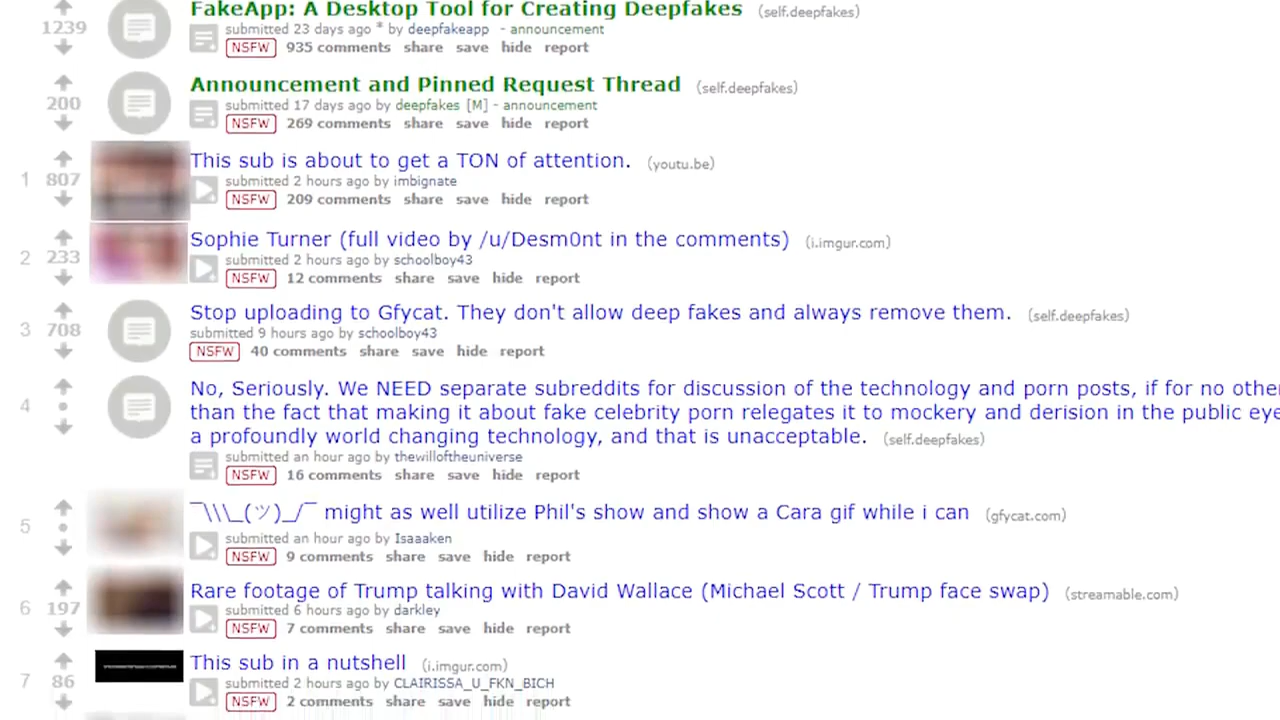 FakeApp: A Desktop Tool for Creating Deepfakes (self.deepfakes)
1239
submitted 23 days ago * by deepfakeapp - announcement
NSFW 935 comments share save hide report
Announcement and Pinned Request Thread (self.deepfakes)
200
submitted 17 days ago by deepfakes [M] - announcement
NSFW 269 comments share save hide report
This sub is about to get a TON of attention. (youtu.be)
1 807
submitted 2 hours ago by imbignate
NSFW 209 comments share save hide report
Sophie Turner (full video by /u/Desm0nt in the comments) (i.imgur.com)
2 233
submitted 2 hours ago by schoolboy43
NSFW 12 comments share save hide report
Stop uploading to Gfycat. They don't allow deep fakes and always remove them. (self.deepfakes)
3 708
submitted 9 hours ago by schoolboy43
NSFW 40 comments share save hide report
No, Seriously. We NEED separate subreddits for discussion of the technology and porn posts, if for no other
4 •
than the fact that making it about fake celebrity porn relegates it to mockery and derision in the public eye
a profoundly world changing technology, and that is unacceptable. (self.deepfakes)
submitted an hour ago by thewilloftheuniverse
NSFW 16 comments share save hide report
¯\\\_(ツ)_/¯ might as well utilize Phil's show and show a Cara gif while i can (gfycat.com)
5 •
submitted an hour ago by Isaaaken
NSFW 9 comments share save hide report
Rare footage of Trump talking with David Wallace (Michael Scott / Trump face swap) (streamable.com)
6 197
submitted 6 hours ago by darkley
NSFW 7 comments share save hide report
This sub in a nutshell (i.imgur.com)
7 86
submitted 2 hours ago by CLAIRISSA_U_FKN_BICH
NSFW 2 comments share save hide report